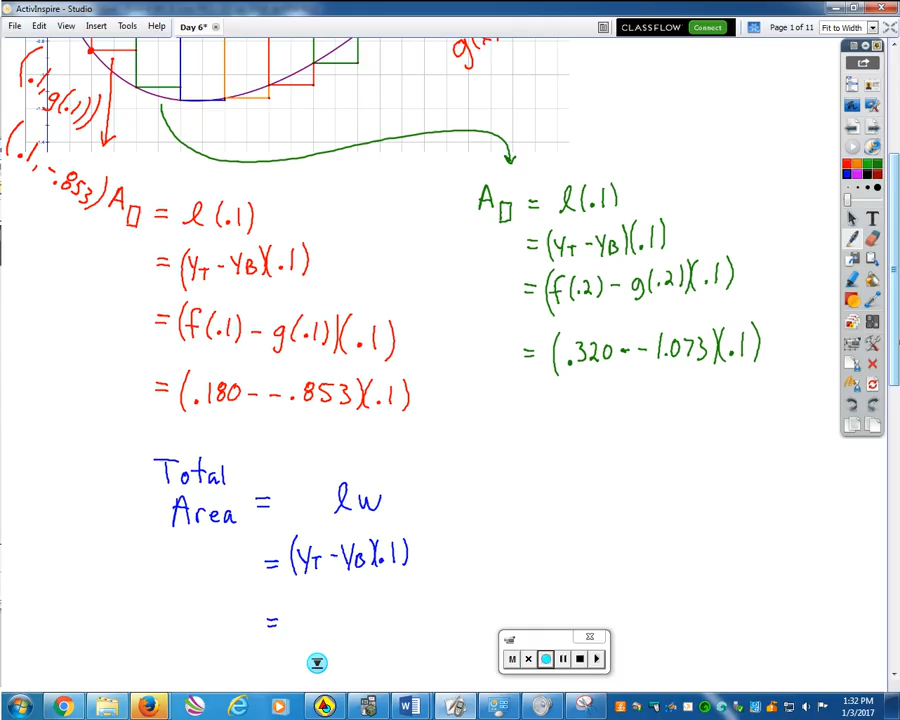 ActivInspire - Studio
File Edit View Insert Tools Help
Day 6*
CLASSFLOW Connect
Page 1 of 11
Fit to Width
(.1, g(.1))
(.1, -.853)
A▯ = l(.1)
= (yT - yB)(.1)
= (f(.1) - g(.1))(.1)
= (.180 - - .853)(.1)
A▯ = l(.1)
= (yT - yB)(.1)
= (f(.2) - g(.2))(.1)
= (.320 - - 1.073)(.1)
Total
Area = lw
= (yT - yB)(.1)
=
M
T
W
1:32 PM
1/3/2017